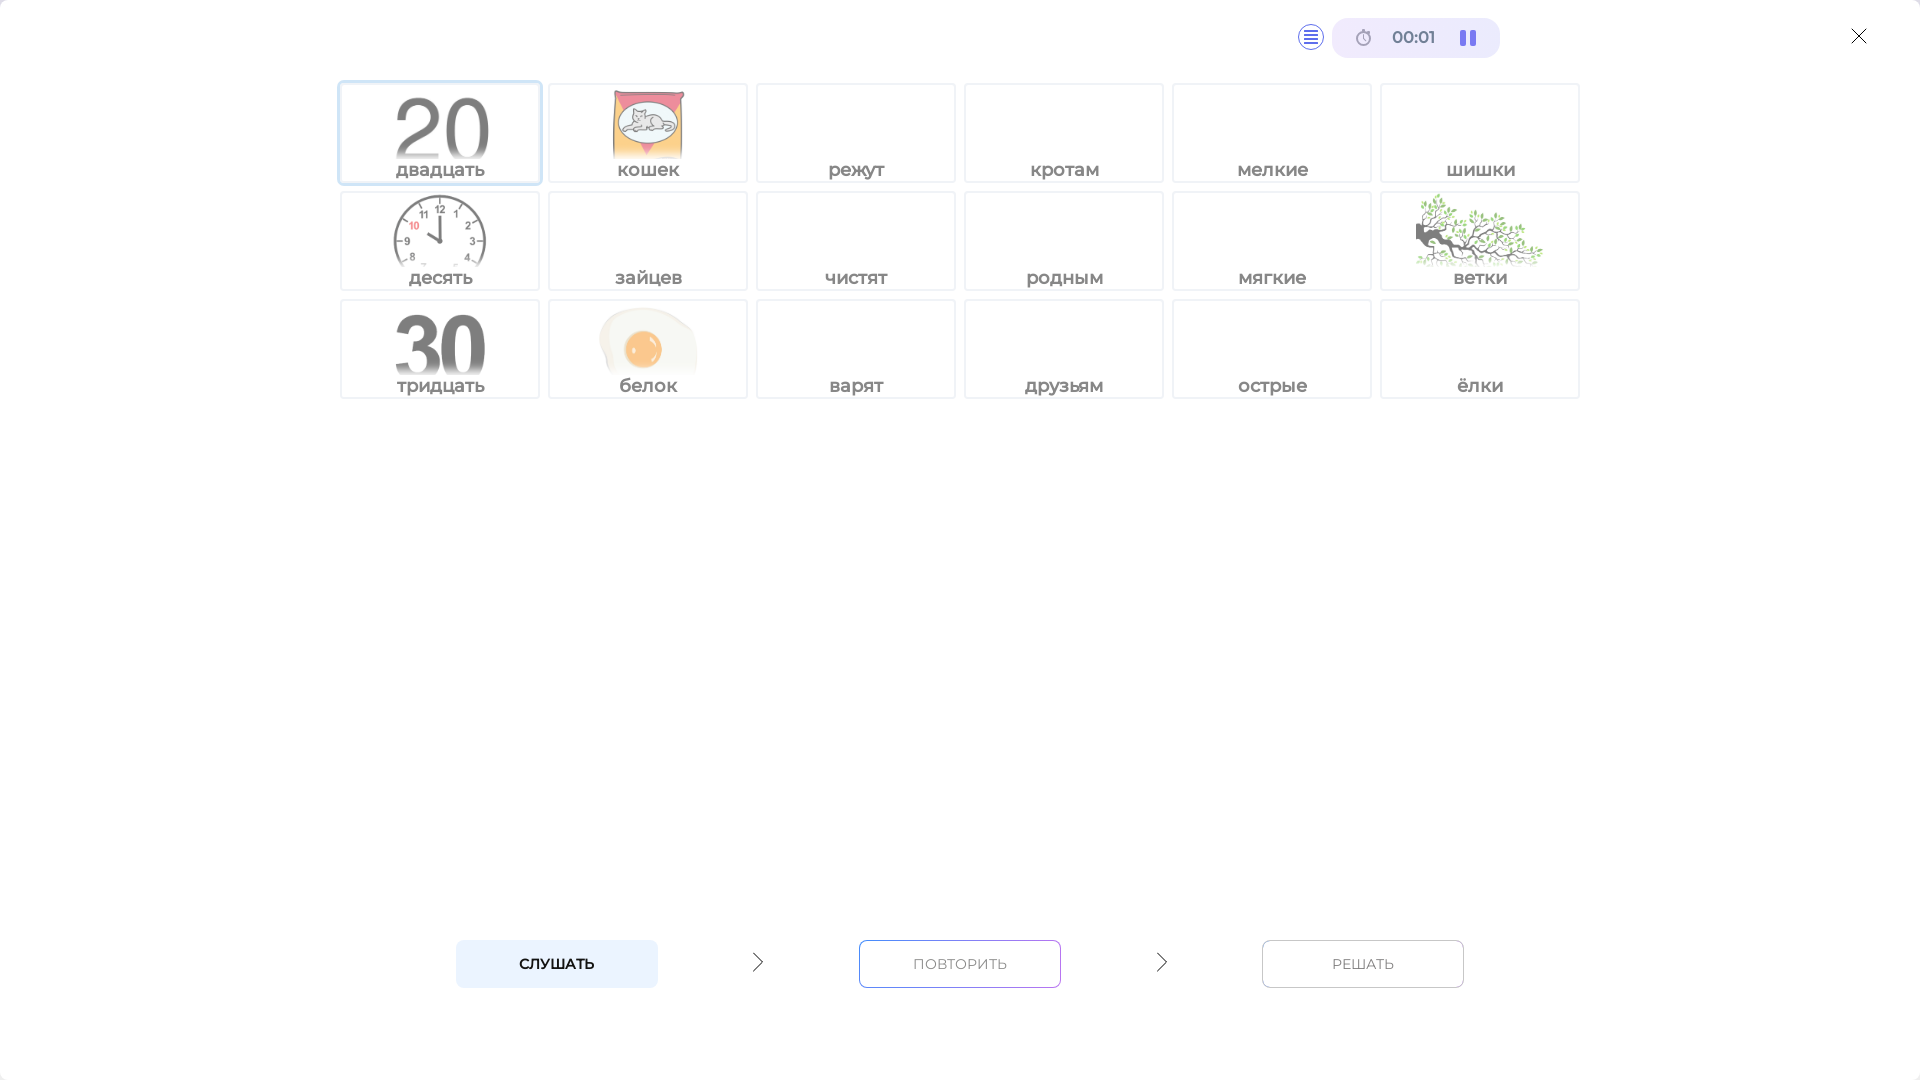 00:01
20
двадцать
кошек
режут
кротам
мелкие
шишки
12
11
1
10
2
9
3
8
4
десять
зайцев
чистят
родным
мягкие
ветки
30
тридцать
белок
варят
друзьям
острые
ёлки
СЛУШАТЬ
ПОВТОРИТЬ
РЕШАТЬ